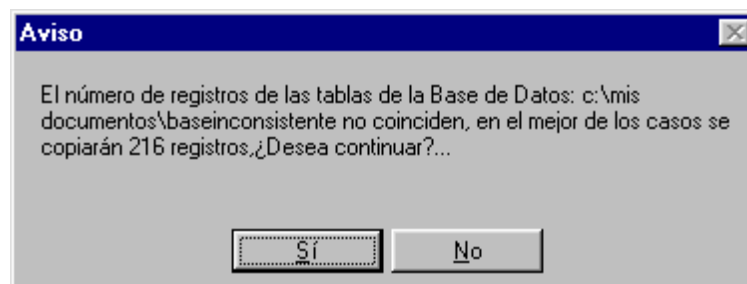 Aviso
El número de registros de las tablas de la Base de Datos: c:\mis
documentos\baseinconsistente no coinciden, en el mejor de los casos se
copiarán 216 registros,¿Desea continuar?...
Sí
No